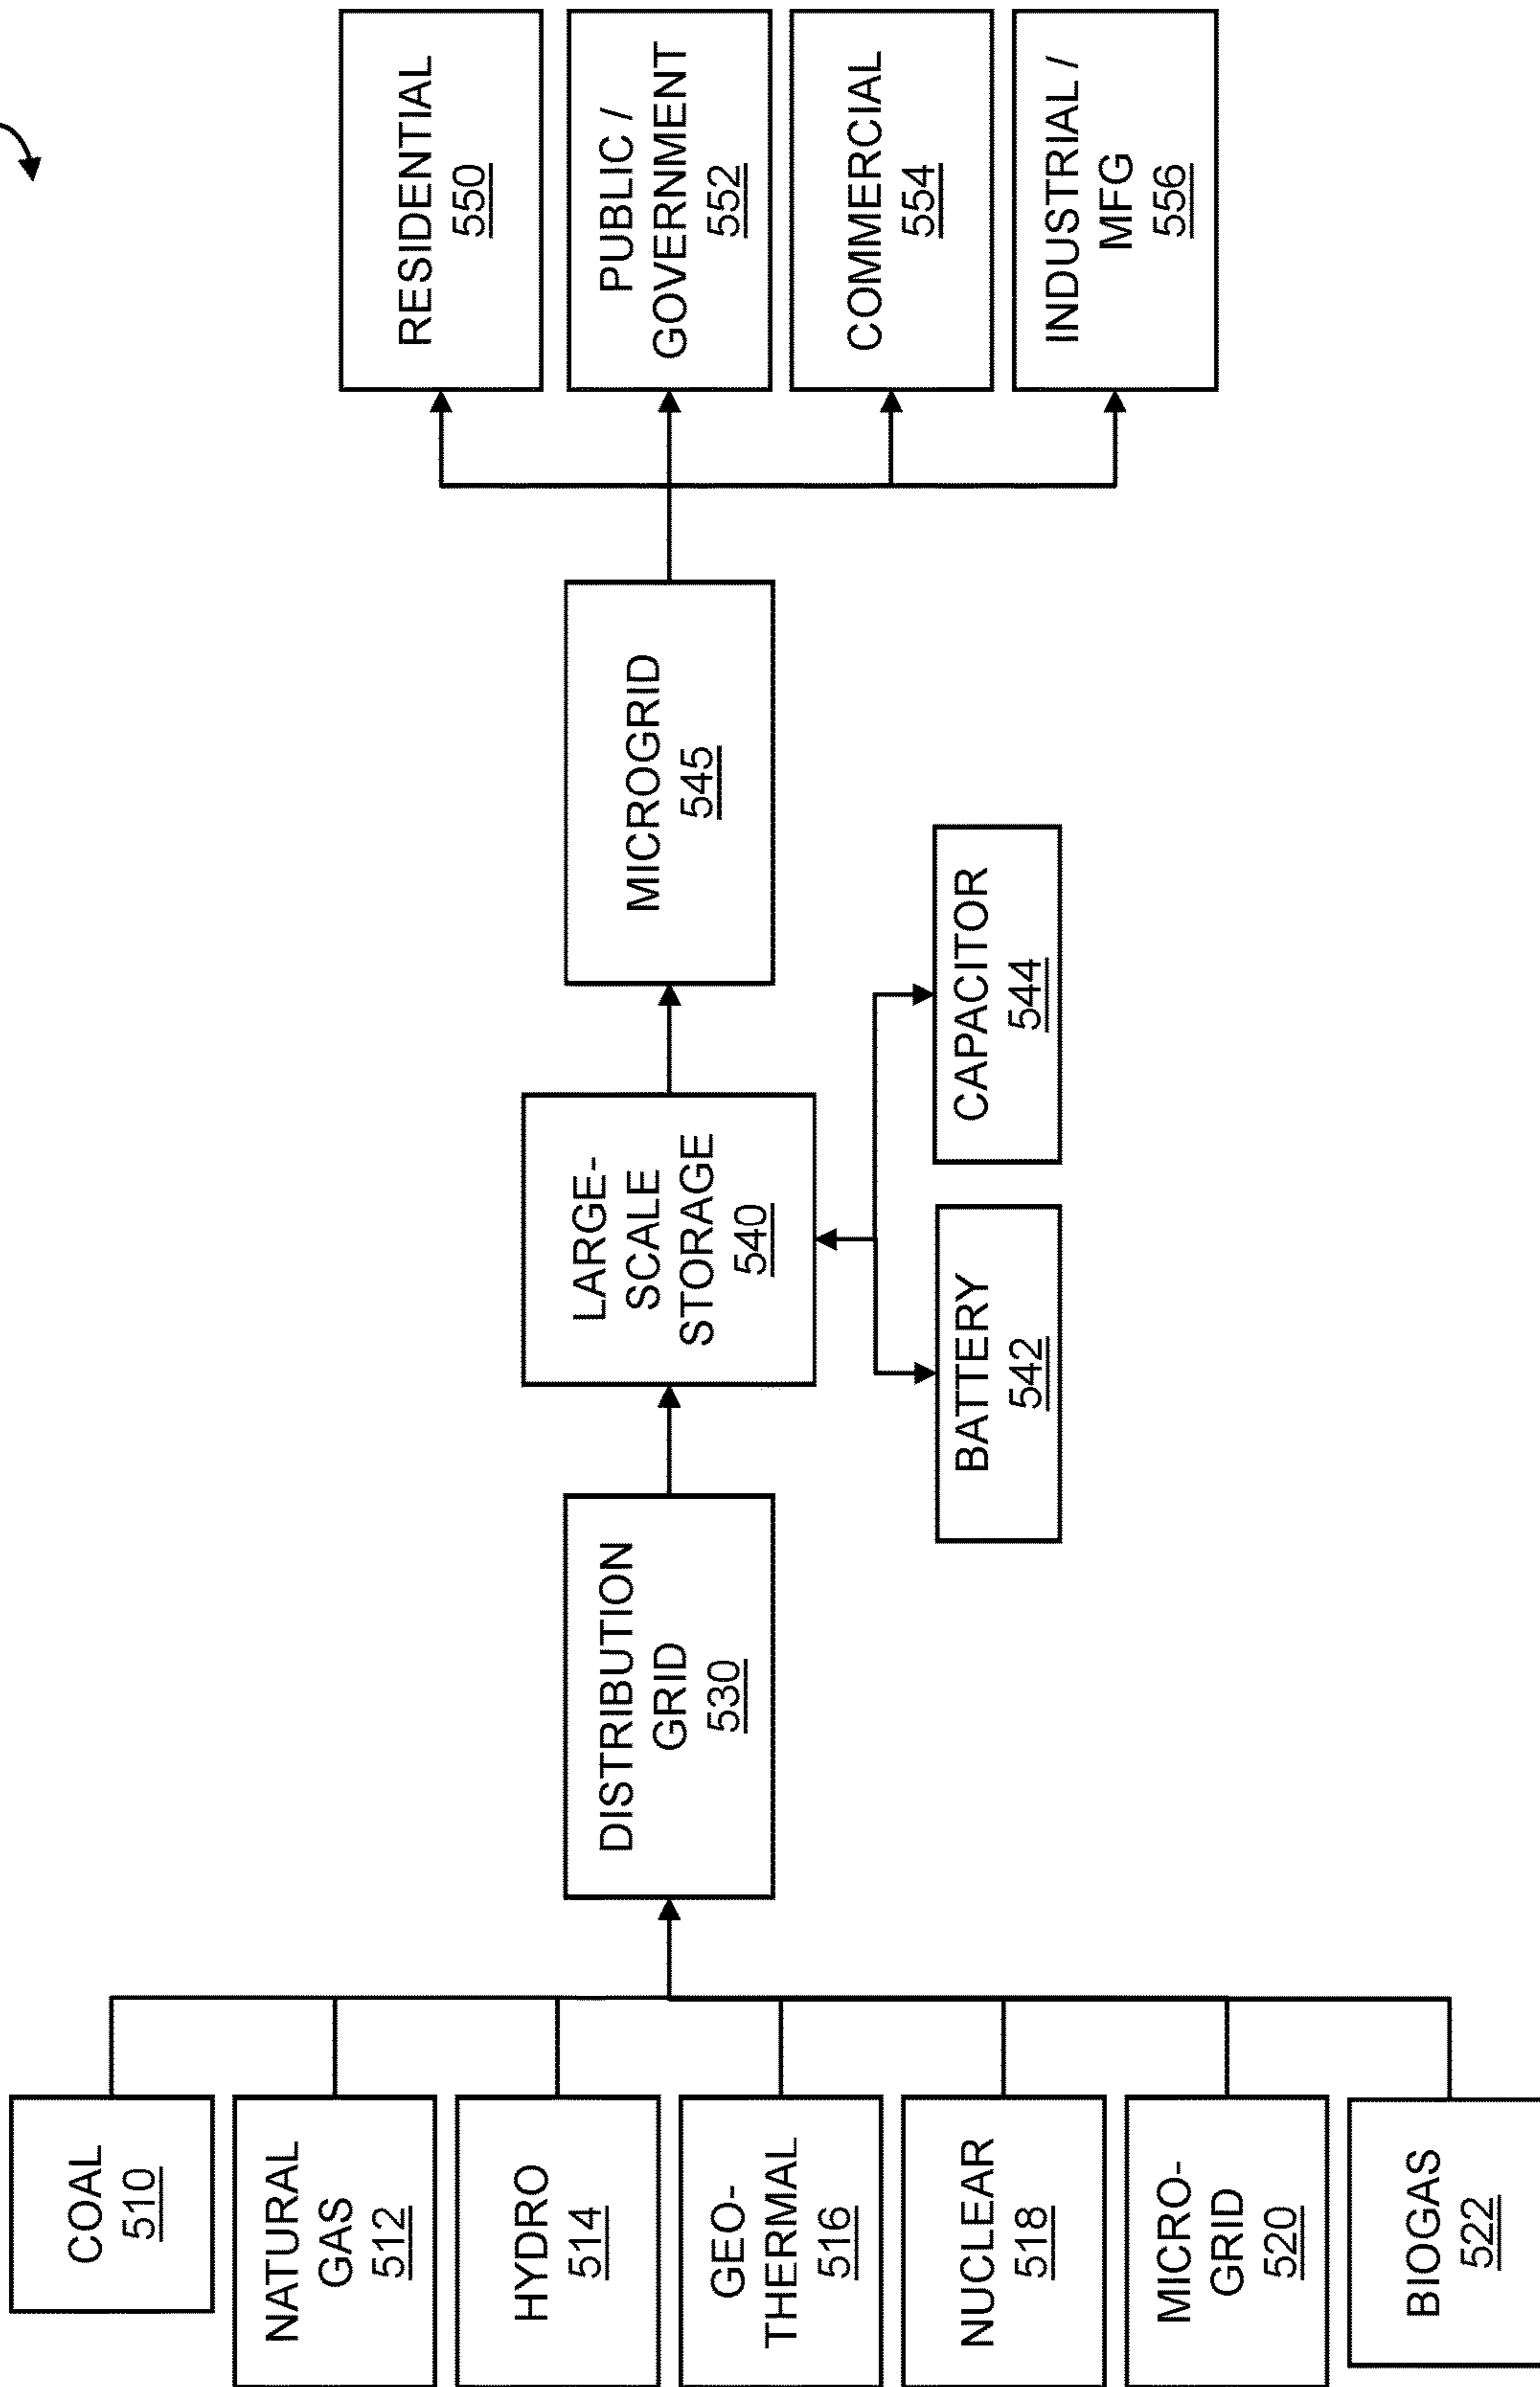 COAL
510
NATURAL
GAS
512
HYDRO
514
GEO-
THERMAL
516
NUCLEAR
518
MICRO-
GRID
520
BIOGAS
522
DISTRIBUTION
GRID
530
LARGE-
SCALE
STORAGE
540
BATTERY
542
CAPACITOR
544
MICROGRID
545
RESIDENTIAL
550
PUBLIC /
GOVERNMENT
552
COMMERCIAL
554
INDUSTRIAL /
MFG
556